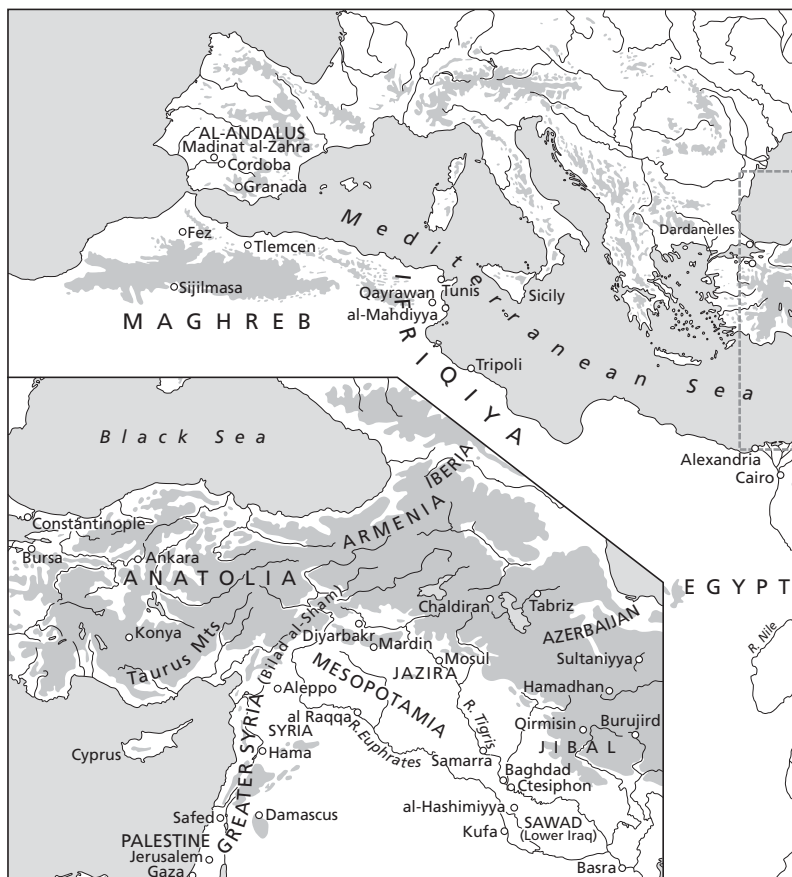 AL-ANDALUS
Madinat al-Zahra
Cordoba
Granada
Fez
Tlemcen
Sijilmasa
MAGHREB
Mediterranean Sea
IFRIQIYA
Qayrawan
Tunis
al-Mahdiyya
Sicily
Tripoli
Dardanelles
Alexandria
Cairo
EGYPT
R. Nile
Black Sea
IBERIA
ARMENIA
Constantinople
Bursa
Ankara
ANATOLIA
Konya
Taurus Mts
Chaldiran
Tabriz
AZERBAIJAN
Diyarbakr
Mardin
Mosul
Sultaniyya
JAZIRA
MESOPOTAMIA
Hamadhan
GREATER SYRIA (Bilad al-Sham)
Aleppo
al Raqqa
SYRIA
R. Euphrates
R. Tigris
Qirmisin
Burujird
JIBAL
Cyprus
Hama
Samarra
Baghdad
Ctesiphon
Safed
Damascus
al-Hashimiyya
SAWAD
(Lower Iraq)
Kufa
PALESTINE
Jerusalem
Gaza
Basra